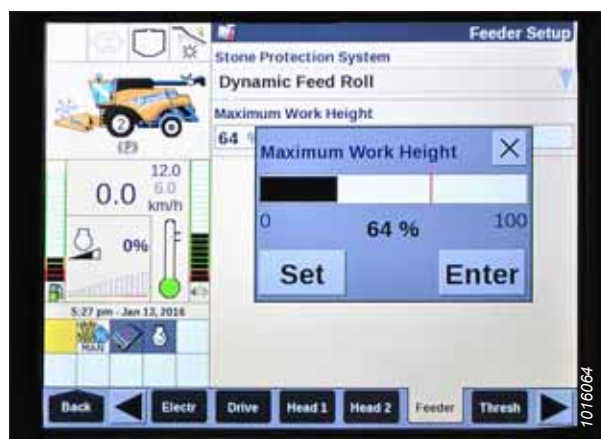 Feeder Setup
Stone Protection System
Dynamic Feed Roll
Maximum Work Height
64 %
Maximum Work Height
0 64 % 100
Set Enter
2
(P)
12.0
0.0 6.0
km/h
0%
5:27 pm - Jan 13, 2016
MAN
Back Electr Drive Head 1 Head 2 Feeder Thresh
1016064